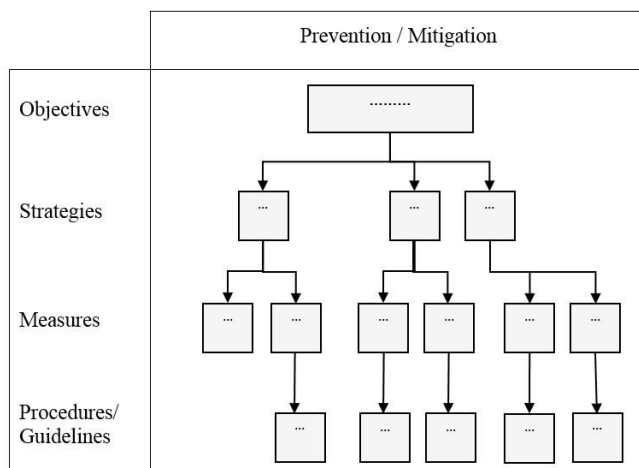 Prevention / Mitigation
Objectives
.........
Strategies
... ... ...
Measures
... ... ... ... ... ...
Procedures/
Guidelines
... ... ... ... ...